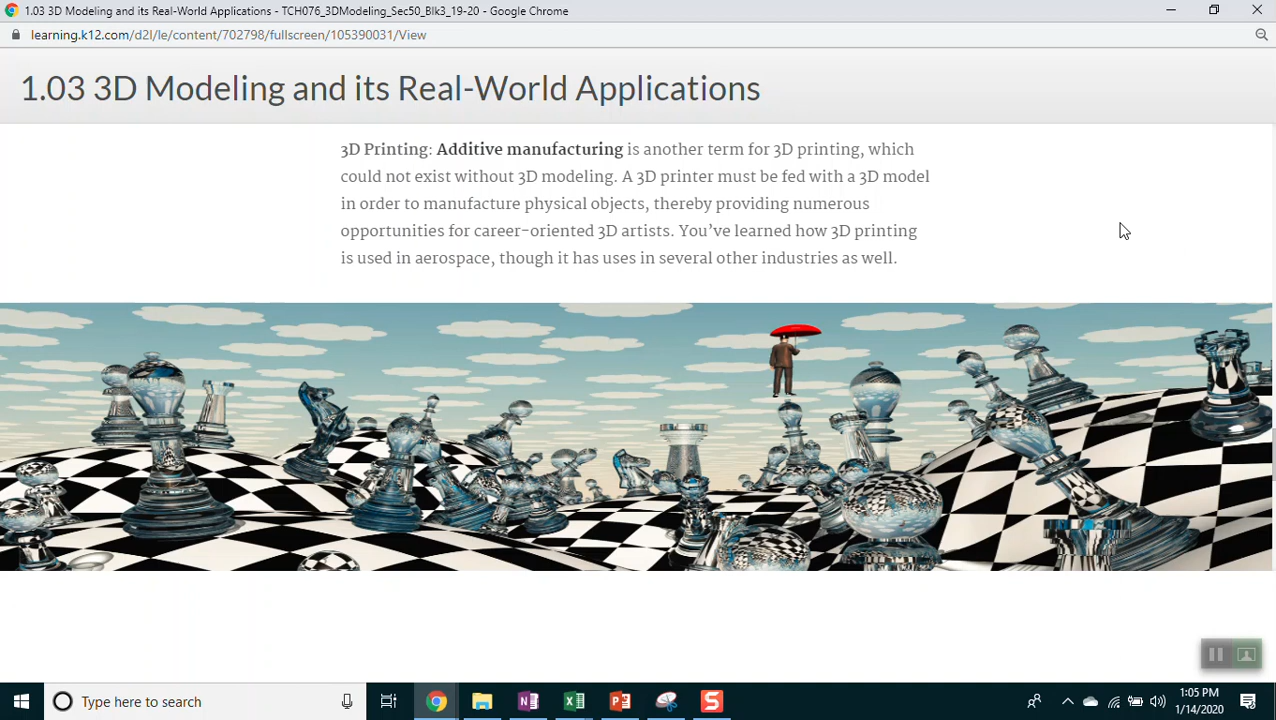 1.03 3D Modeling and its Real-World Applications - TCH076_3DModeling_Sec50_Blk3_19-20 - Google Chrome
learning.k12.com/d2l/le/content/702798/fullscreen/105390031/View
1.03 3D Modeling and its Real-World Applications
3D Printing: Additive manufacturing is another term for 3D printing, which
could not exist without 3D modeling. A 3D printer must be fed with a 3D model
in order to manufacture physical objects, thereby providing numerous
opportunities for career-oriented 3D artists. You’ve learned how 3D printing
is used in aerospace, though it has uses in several other industries as well.
Type here to search
1:05 PM
1/14/2020